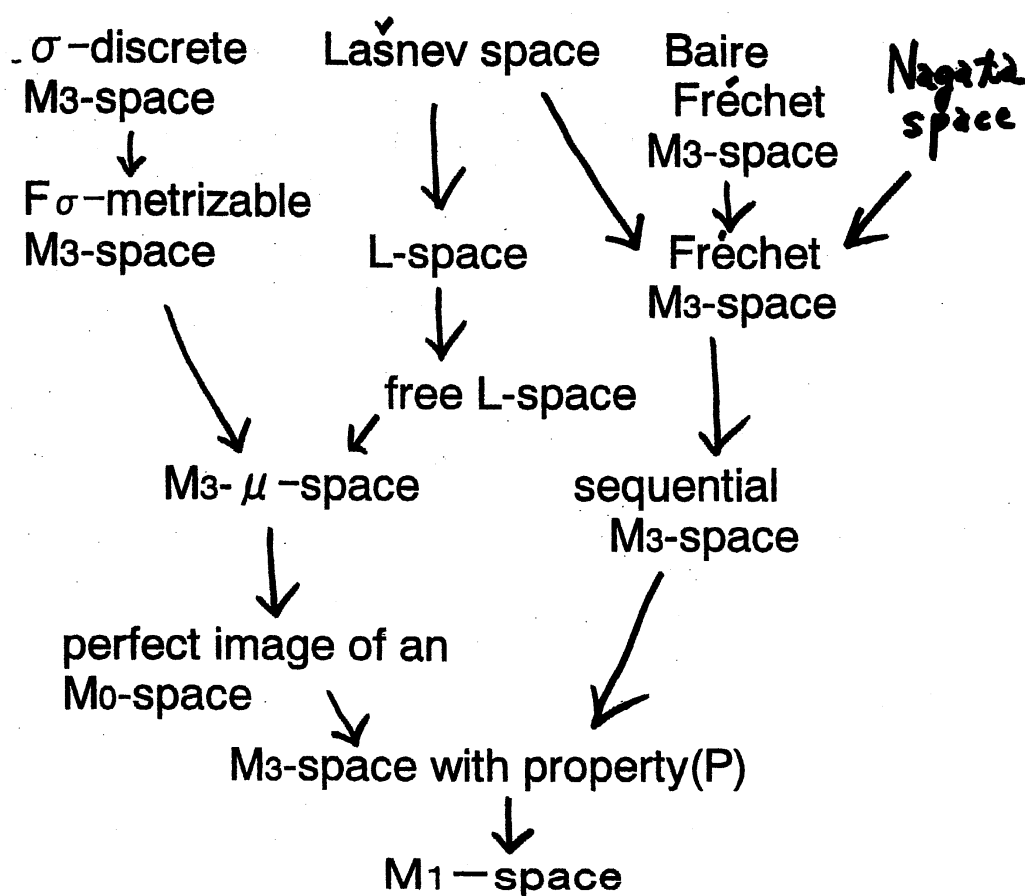 σ-discrete
M3-space
Lašnev space
Baire
Fréchet
M3-space
Nagata
space
Fσ-metrizable
M3-space
L-space
Fréchet
M3-space
free L-space
M3-μ-space
sequential
M3-space
perfect image of an
M0-space
M3-space with property(P)
M1-space